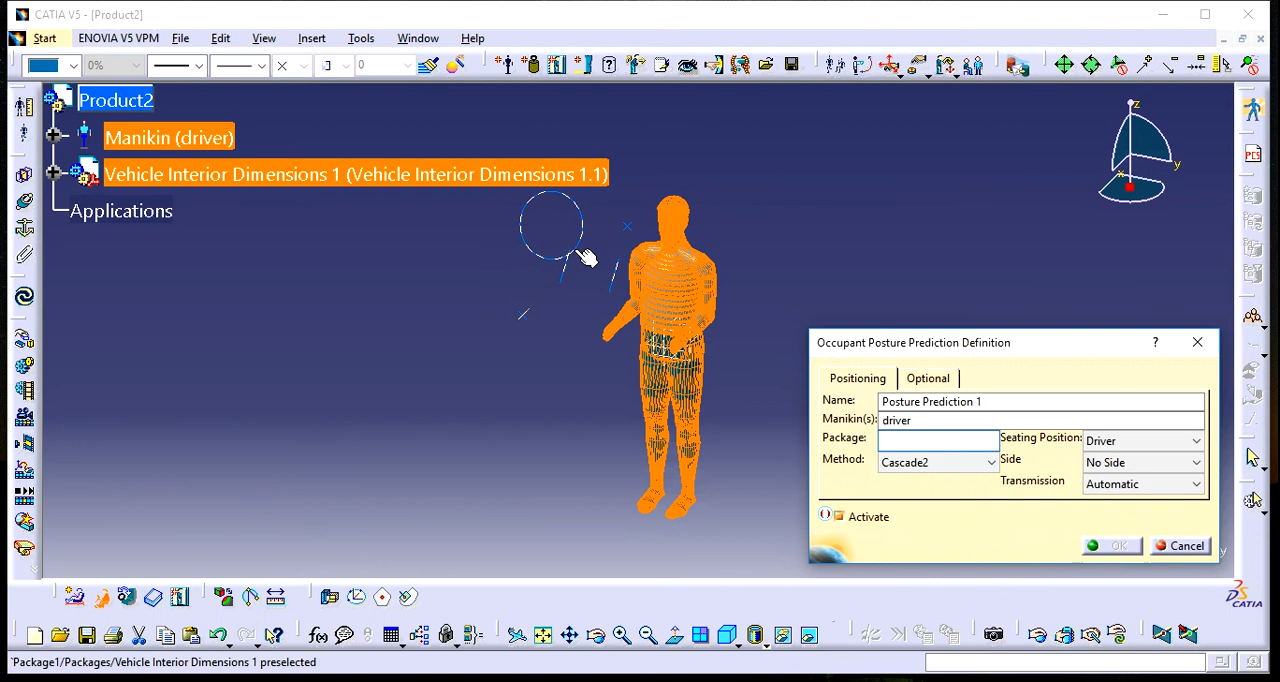 CATIA V5 - [Product2]
Start ENOVIA V5 VPM File Edit View Insert Tools Window Help
0% 0
Product2
Manikin (driver)
Vehicle Interior Dimensions 1 (Vehicle Interior Dimensions 1.1)
Applications
z
y
x
PCS
Occupant Posture Prediction Definition ?
Positioning Optional
Name: Posture Prediction 1
Manikin(s): driver
Package: Seating Position: Driver
Method: Cascade2 Side No Side
Transmission Automatic
Activate
OK Cancel
y
DS CATIA
f(x)
`Package1/Packages/Vehicle Interior Dimensions 1 preselected